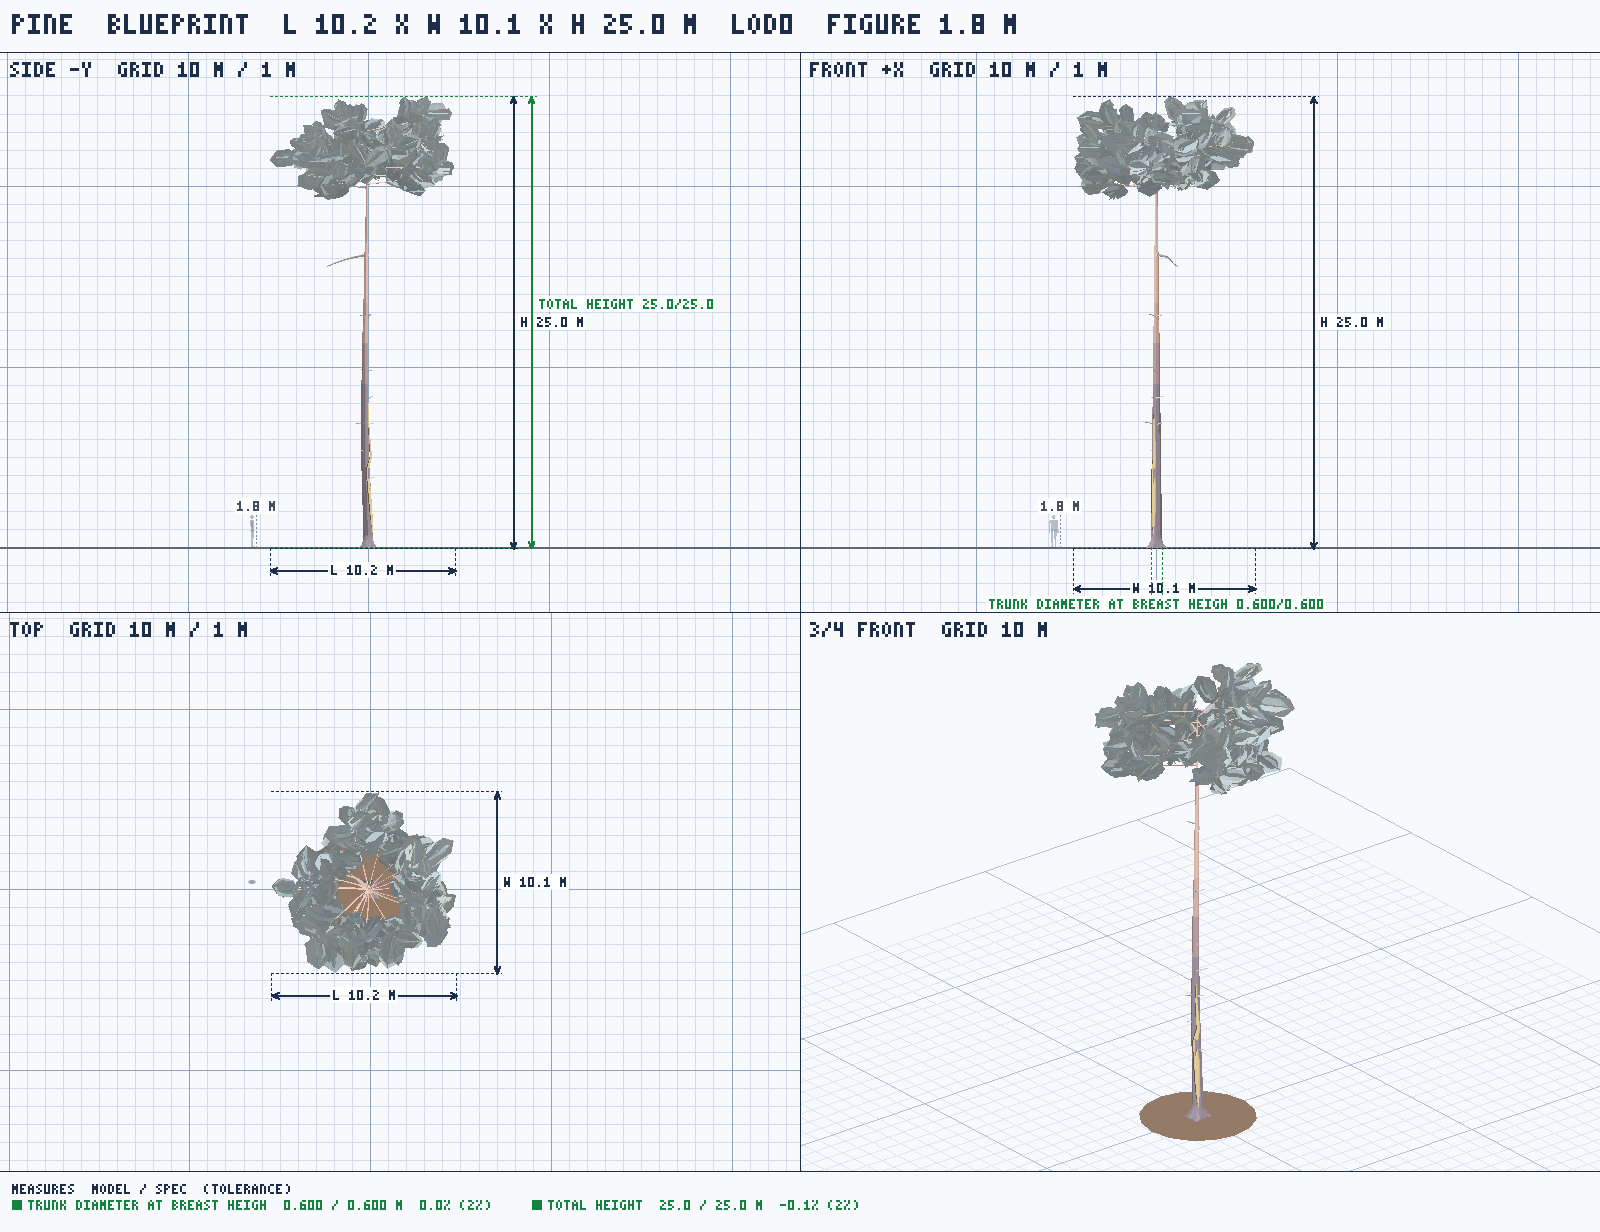 PINE BLUEPRINT L 10.2 X W 10.1 X H 25.0 M LOD0 FIGURE 1.8 M
SIDE -Y GRID 10 M / 1 M
TOTAL HEIGHT 25.0/25.0
H 25.0 M
1.8 M
L 10.2 M
FRONT +X GRID 10 M / 1 M
H 25.0 M
1.8 M
W 10.1 M
TRUNK DIAMETER AT BREAST HEIGH 0.600/0.600
TOP GRID 10 M / 1 M
W 10.1 M
L 10.2 M
3/4 FRONT GRID 10 M
MEASURES MODEL / SPEC (TOLERANCE)
TRUNK DIAMETER AT BREAST HEIGH 0.600 / 0.600 M 0.0% (2%)
TOTAL HEIGHT 25.0 / 25.0 M -0.1% (2%)